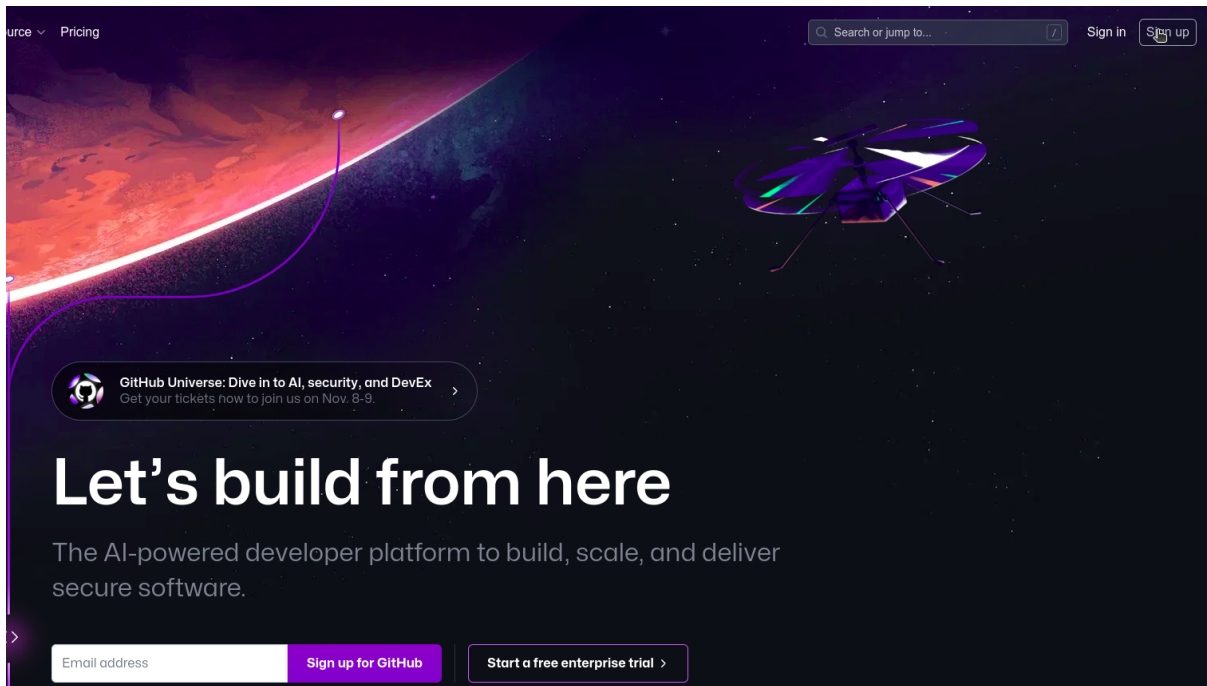 urce Pricing
Search or jump to... /
Sign in
Sign up
GitHub Universe: Dive in to AI, security, and DevEx
Get your tickets now to join us on Nov. 8-9.
Let’s build from here
The AI-powered developer platform to build, scale, and deliver
secure software.
Email address
Sign up for GitHub
Start a free enterprise trial